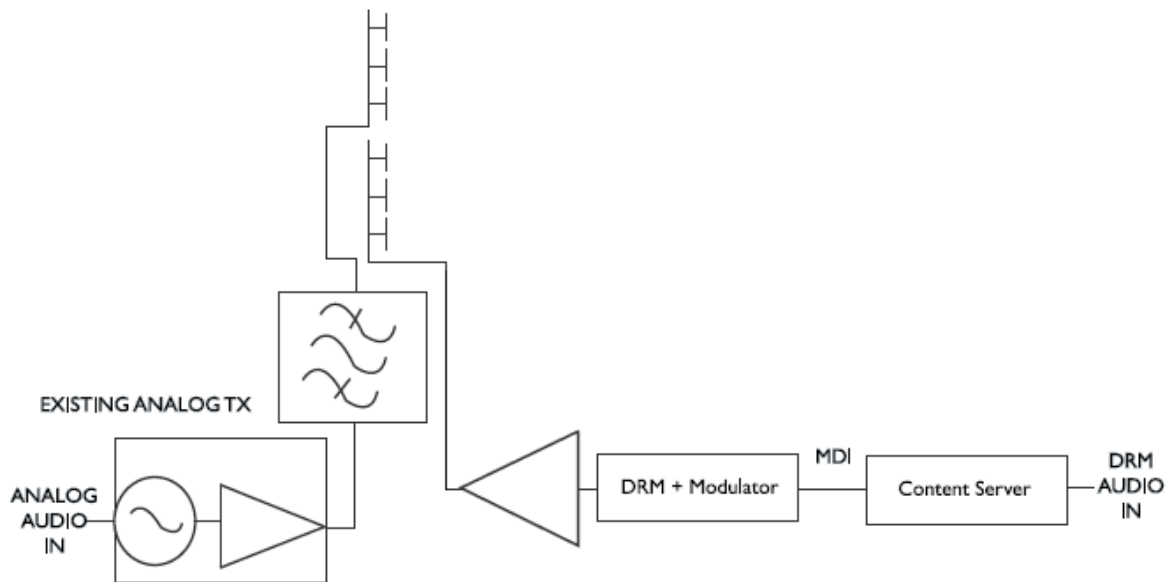 EXISTING ANALOG TX
ANALOG
AUDIO
IN
DRM + Modulator
MDI
Content Server
DRM
AUDIO
IN